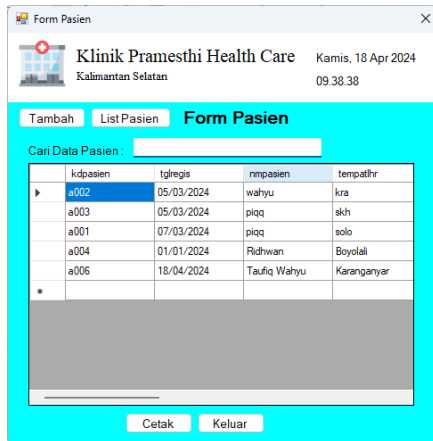 Form Pasien
Klinik Pramesthi Health Care
Kalimantan Selatan
Kamis, 18 Apr 2024
09.38.38
Tambah List Pasien Form Pasien
Cari Data Pasien :
kdpasien tglregis nmpasien tempatlhr
a002 05/03/2024 wahyu kra
a003 05/03/2024 piqq skh
a001 07/03/2024 piqq solo
a004 01/01/2024 Ridhwan Boyolali
a006 18/04/2024 Taufiq Wahyu Karanganyar
Cetak Keluar